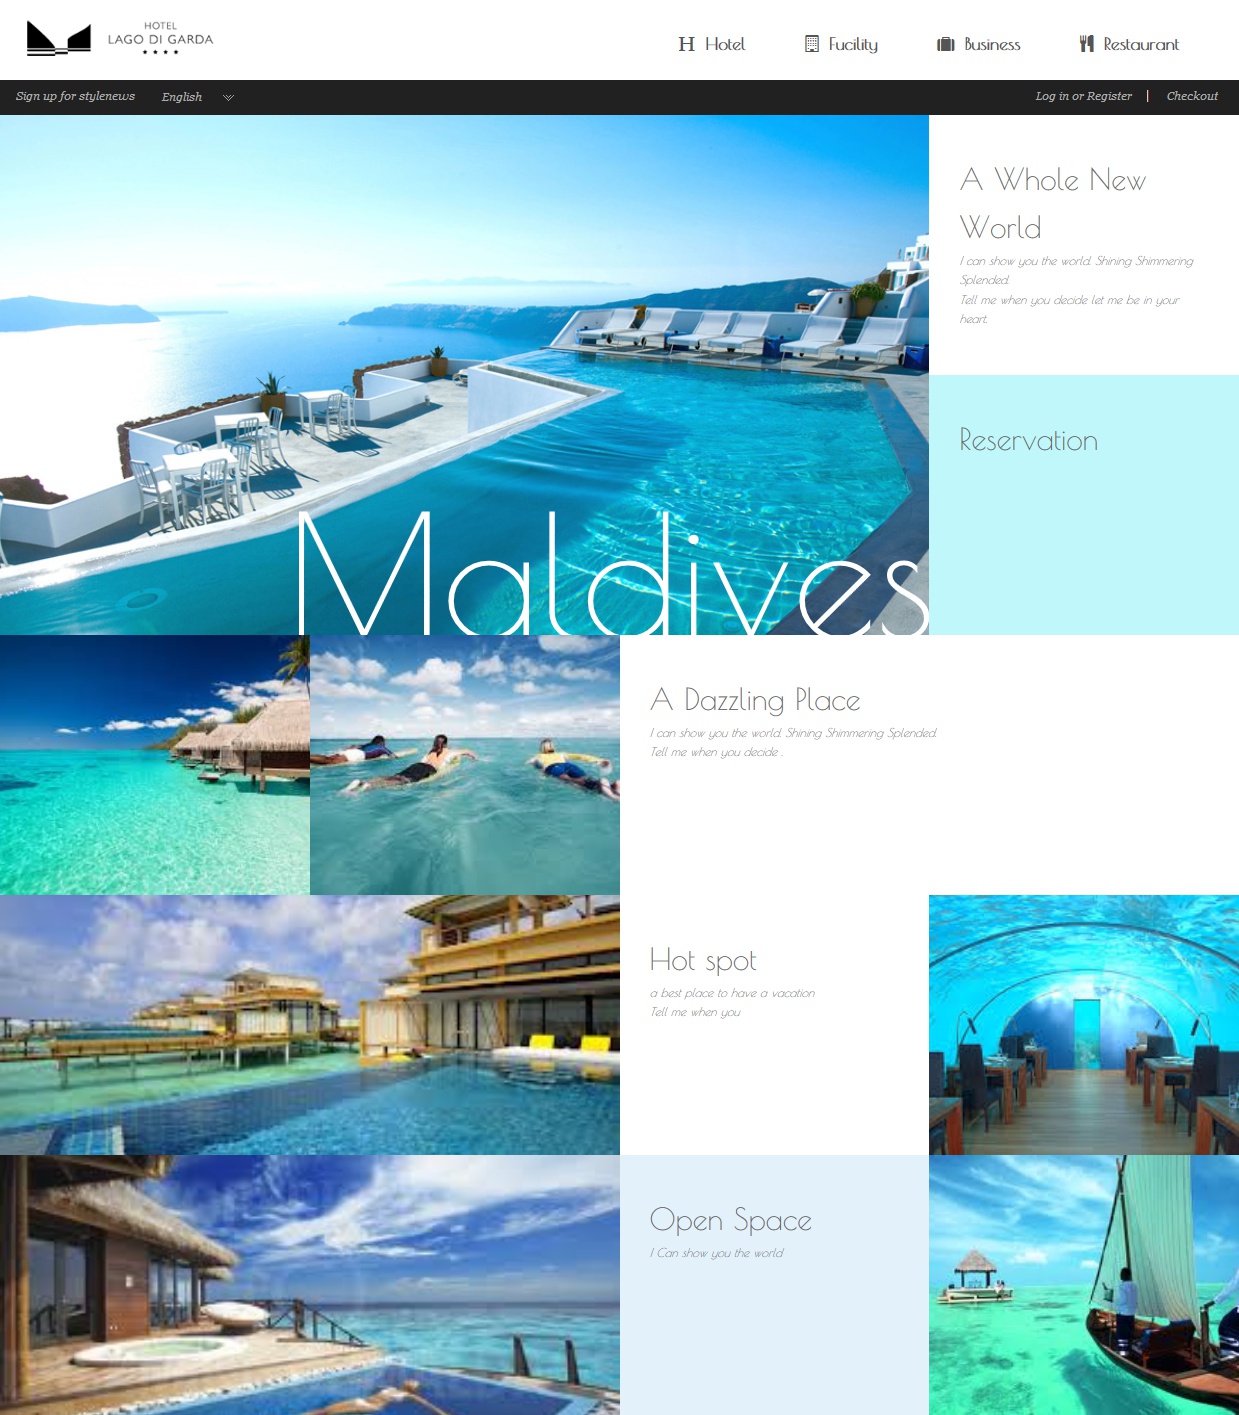 HOTEL
LAGO DI GARDA
H Hotel
Fucility
Business
Restaurant
Sign up for stylenews
English
Log in or Register | Checkout
A Whole New
World
I can show you the world. Shining Shimmering
Splended.
Tell me when you decide let me be in your
heart.
Reservation
Maldives
A Dazzling Place
I can show you the world. Shining Shimmering Splended.
Tell me when you decide .
Hot spot
a best place to have a vacation
Tell me when you
Open Space
I Can show you the world